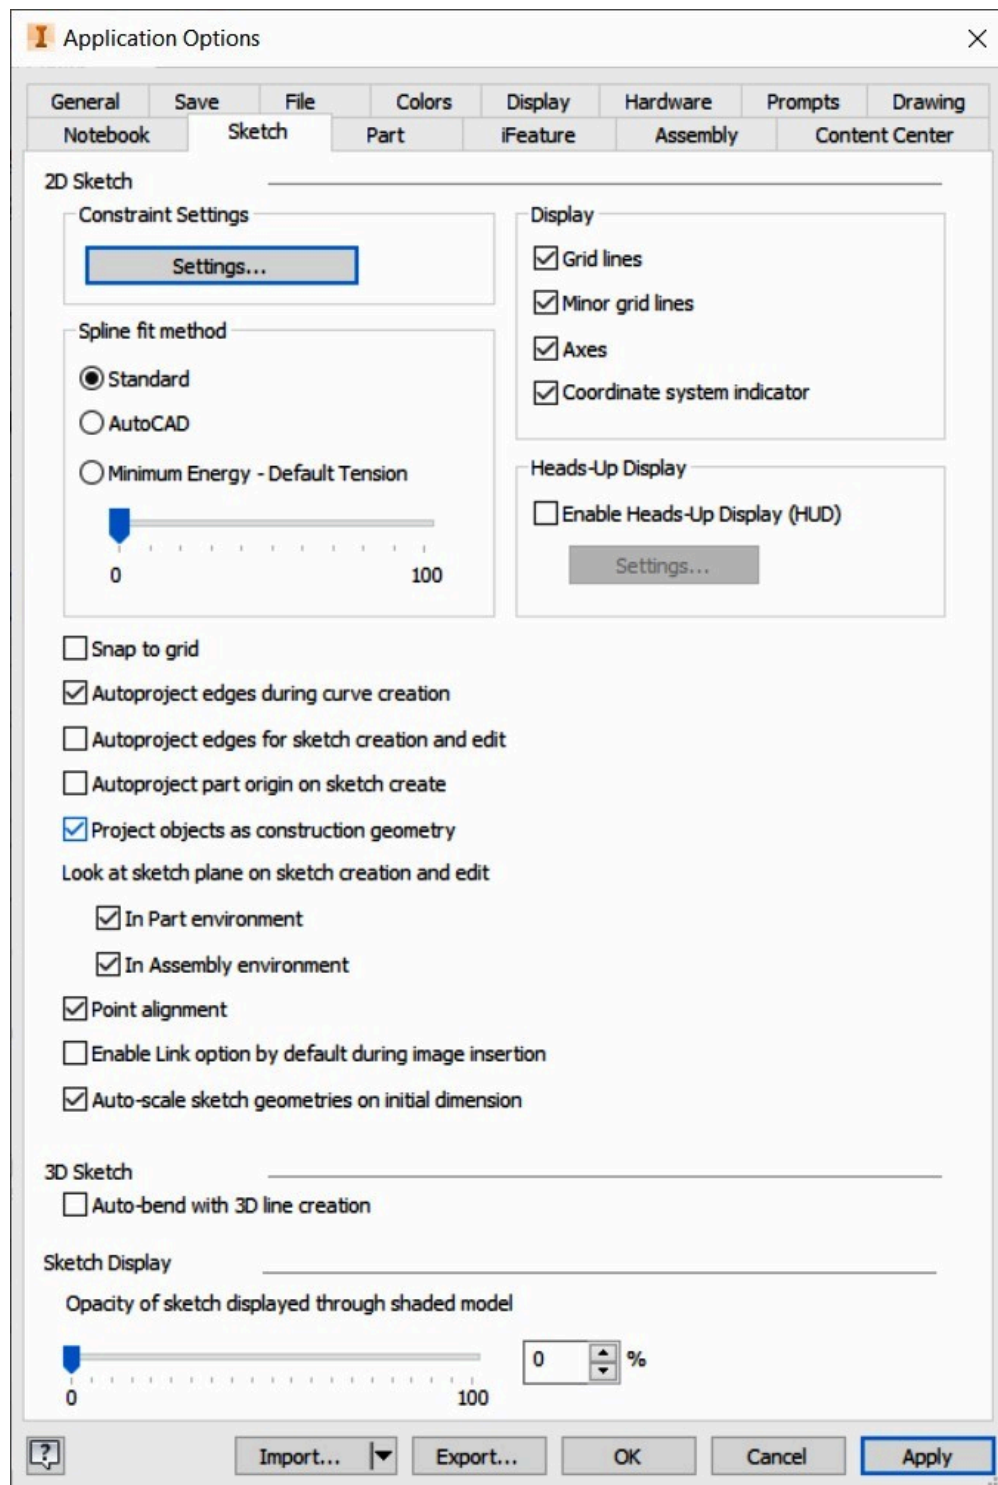 Application Options
General Save File Colors Display Hardware Prompts Drawing
Notebook Sketch Part iFeature Assembly Content Center
2D Sketch
Constraint Settings
Settings...
Spline fit method
Standard
AutoCAD
Minimum Energy - Default Tension
0 100
Display
Grid lines
Minor grid lines
Axes
Coordinate system indicator
Heads-Up Display
Enable Heads-Up Display (HUD)
Settings...
Snap to grid
Autoproject edges during curve creation
Autoproject edges for sketch creation and edit
Autoproject part origin on sketch create
Project objects as construction geometry
Look at sketch plane on sketch creation and edit
In Part environment
In Assembly environment
Point alignment
Enable Link option by default during image insertion
Auto-scale sketch geometries on initial dimension
3D Sketch
Auto-bend with 3D line creation
Sketch Display
Opacity of sketch displayed through shaded model
0 %
0 100
? Import... Export... OK Cancel Apply